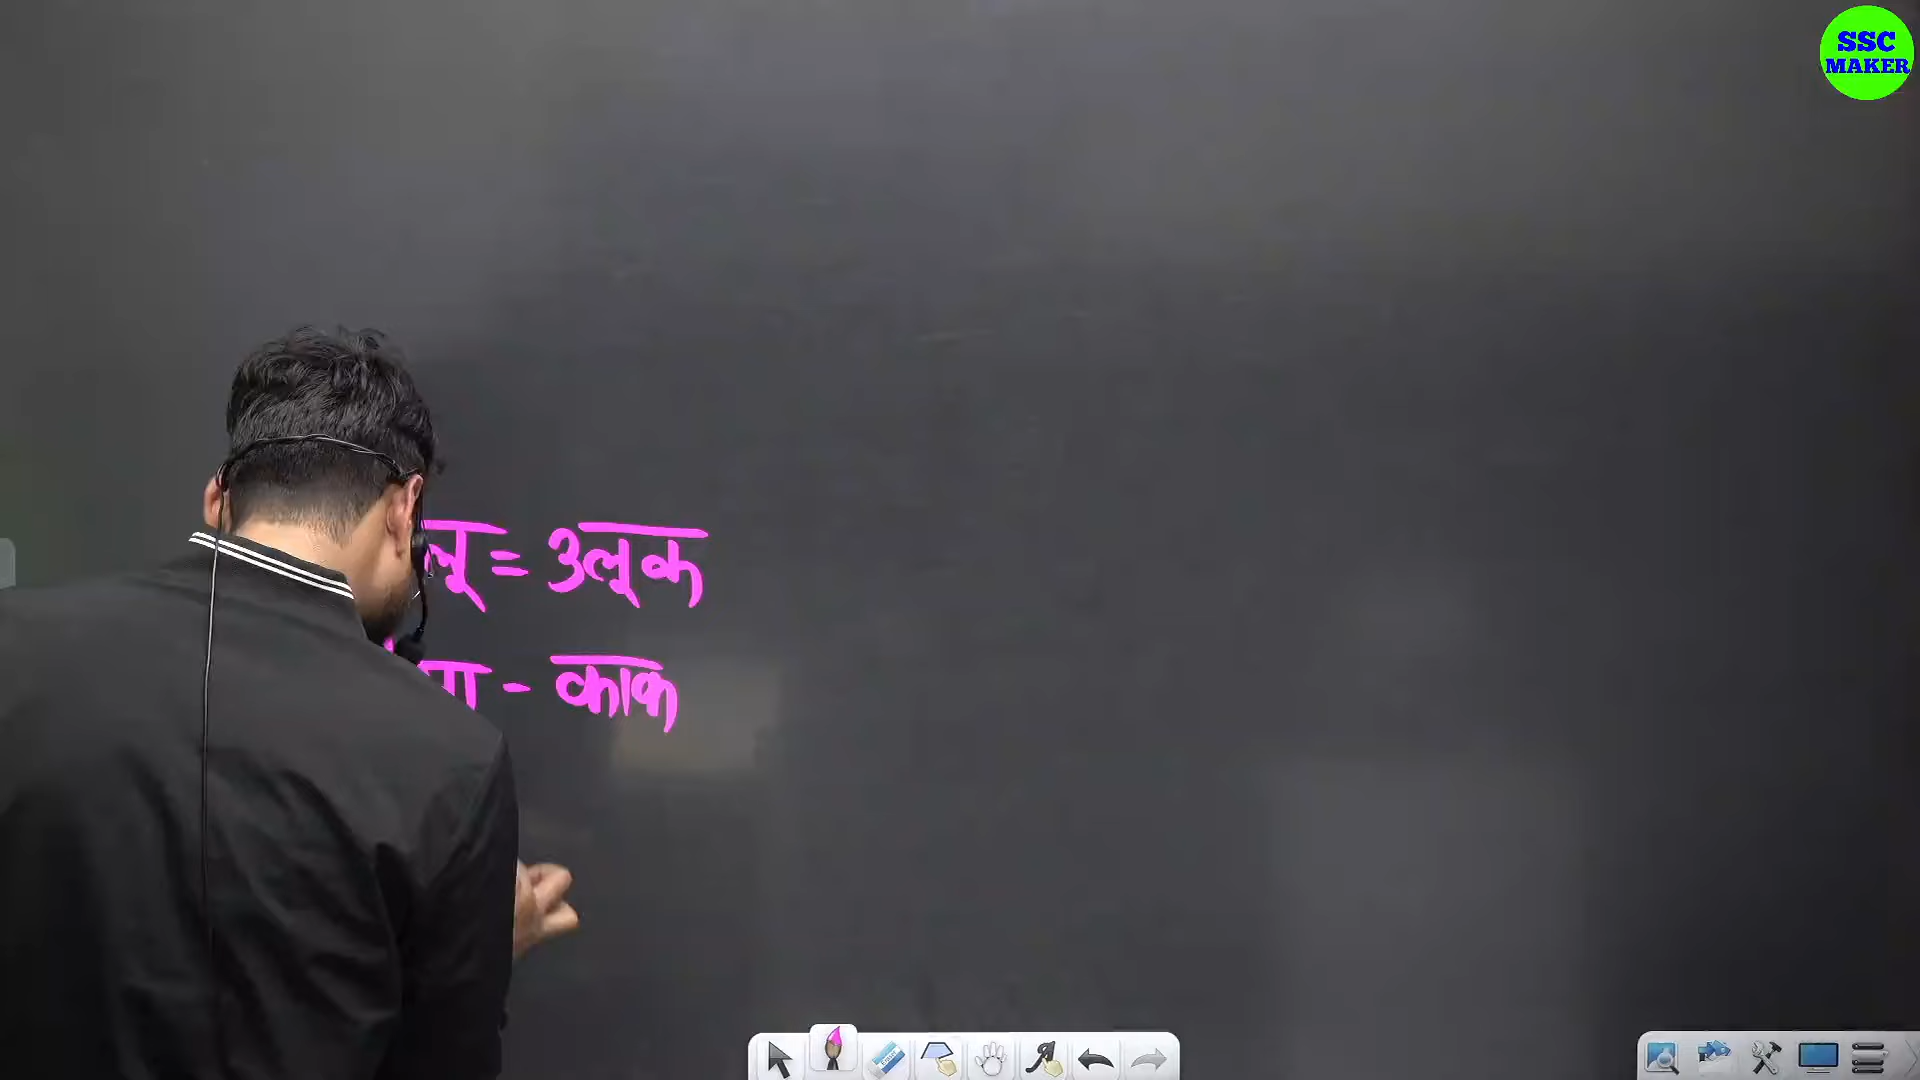 SSC
MAKER
= उलूक
- काक